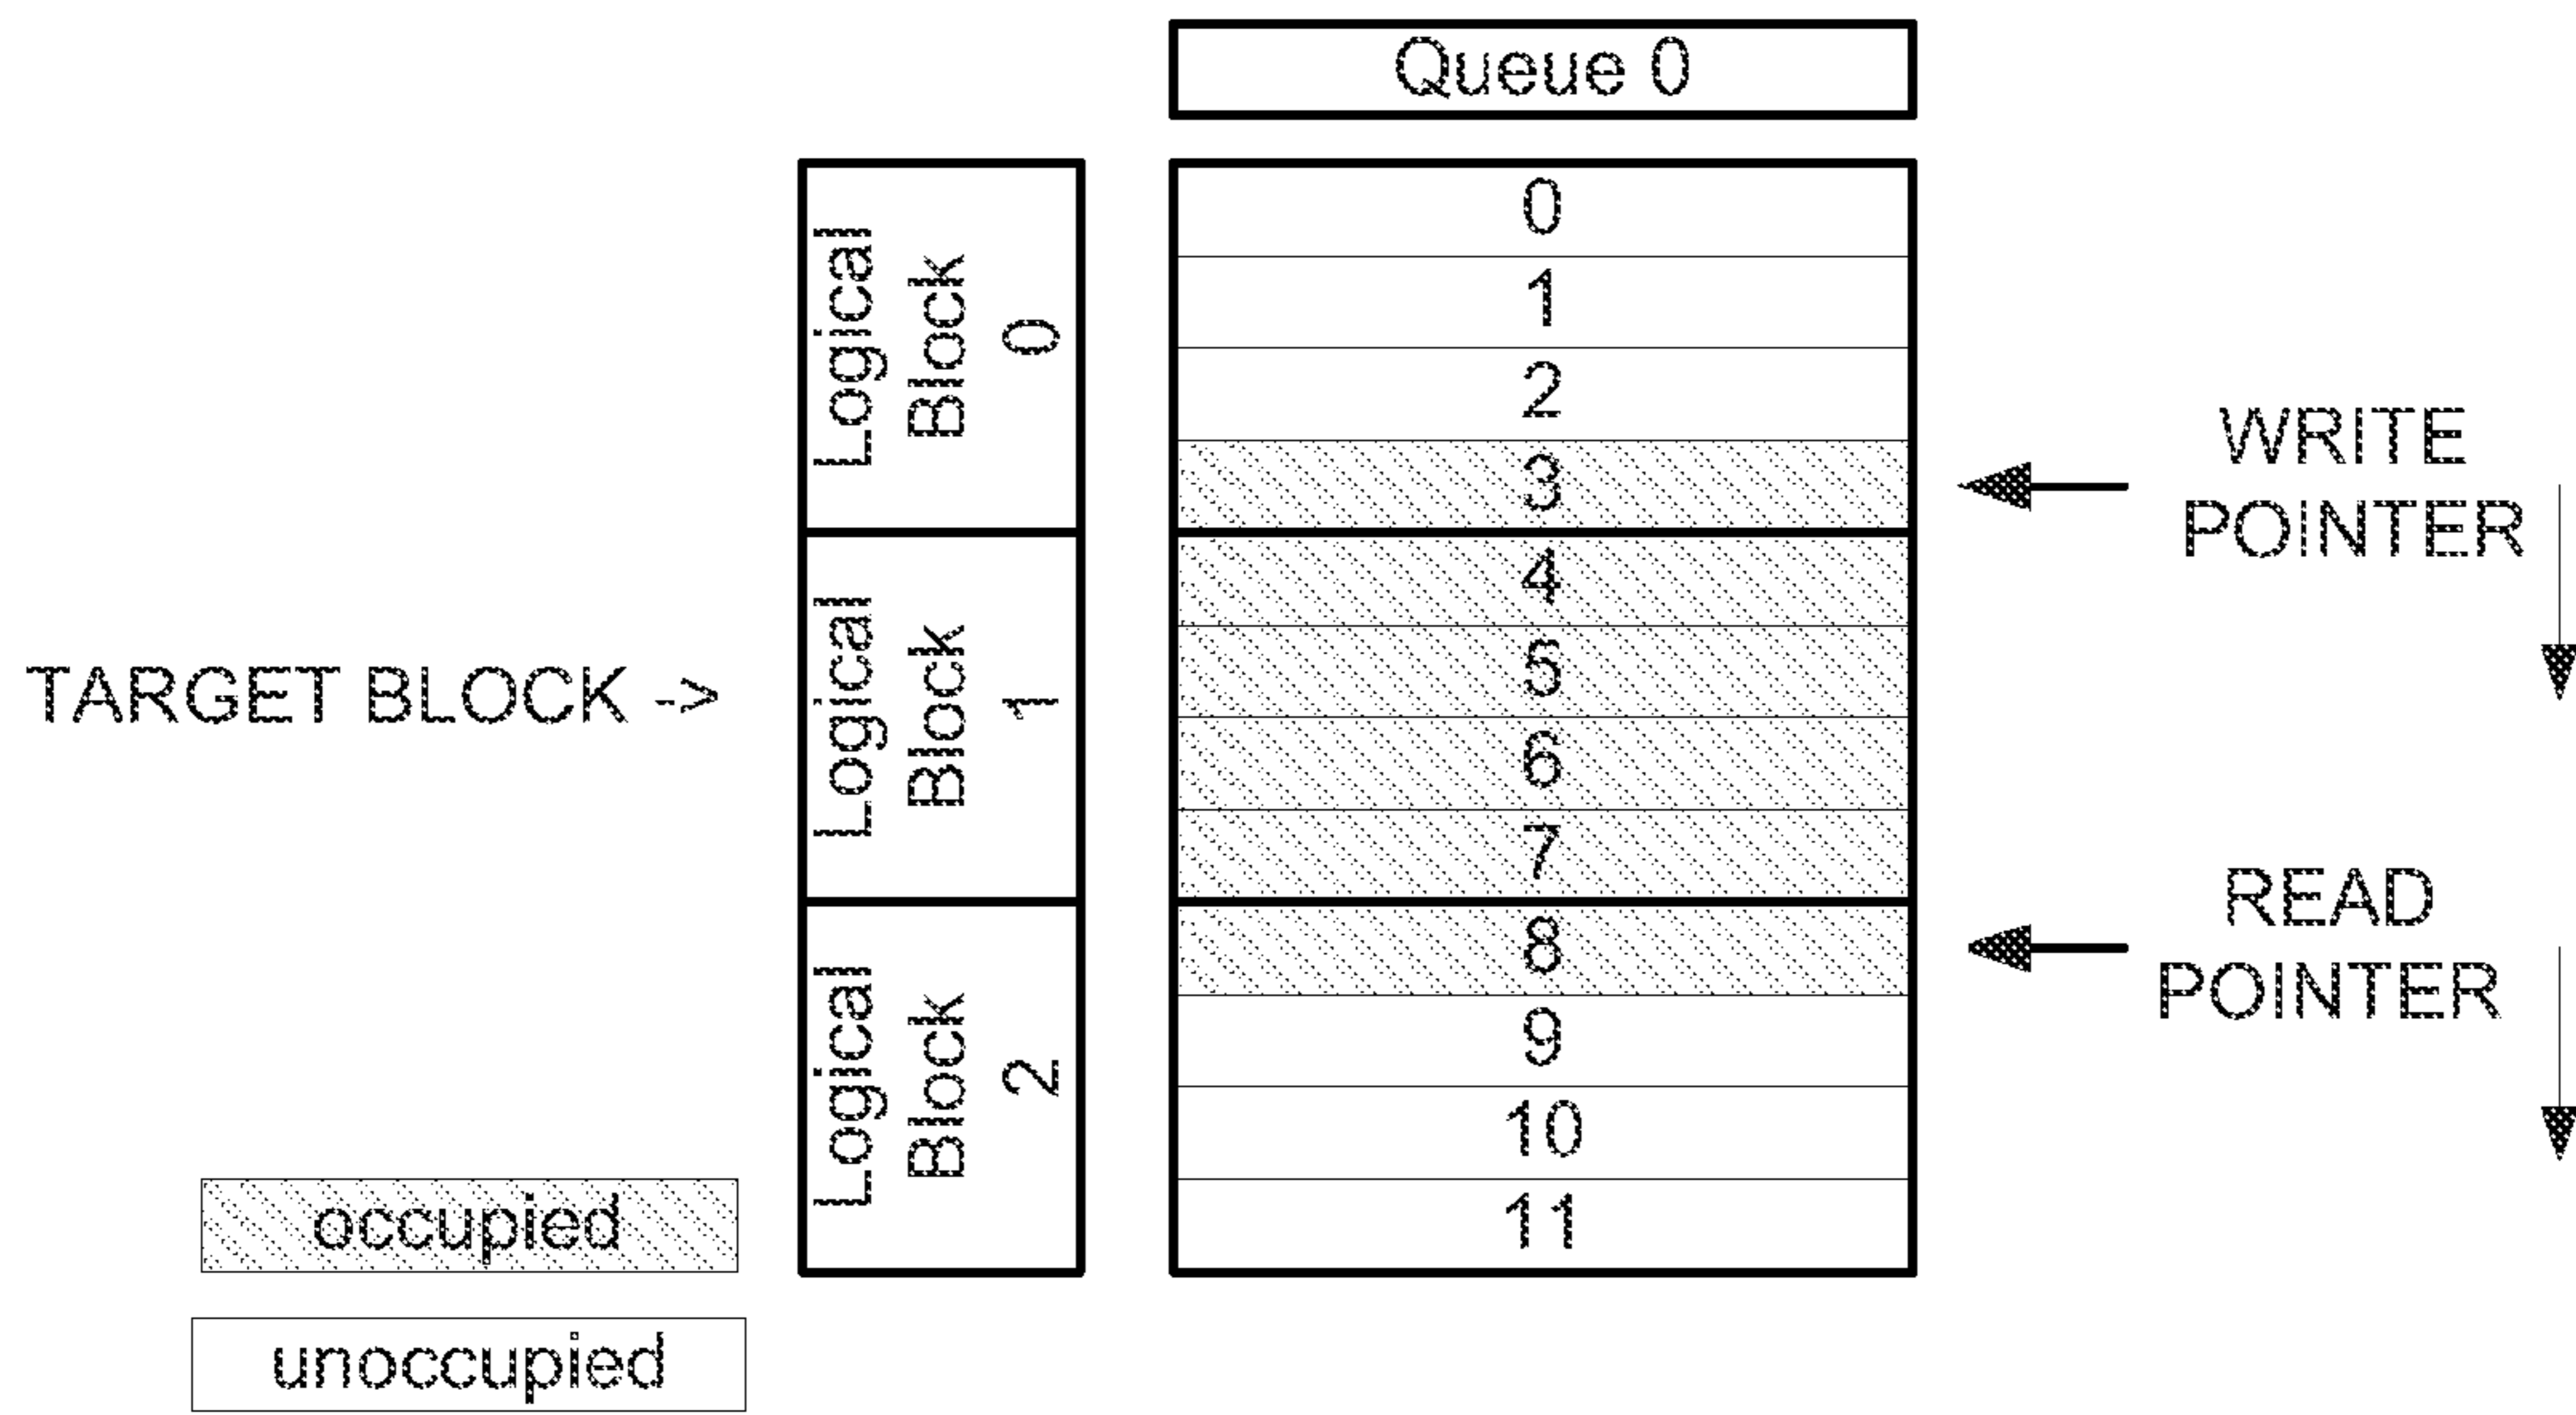 Queue 0
Logical
Block
0
Logical
Block
1
Logical
Block
2
0
1
2
3
4
5
6
7
8
9
10
11
WRITE
POINTER
TARGET BLOCK ->
READ
POINTER
occupied
unoccupied